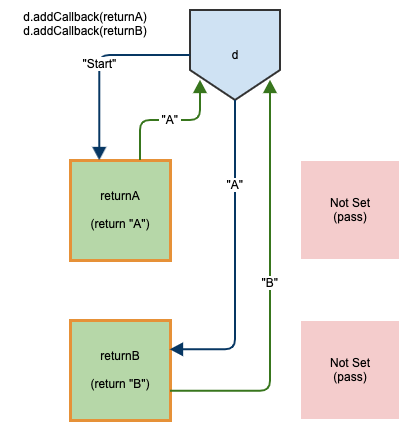 d.addCallback(returnA)
d.addCallback(returnB)
d
"Start"
"A"
"A"
returnA
(return "A")
Not Set
(pass)
"B"
returnB
(return "B")
Not Set
(pass)